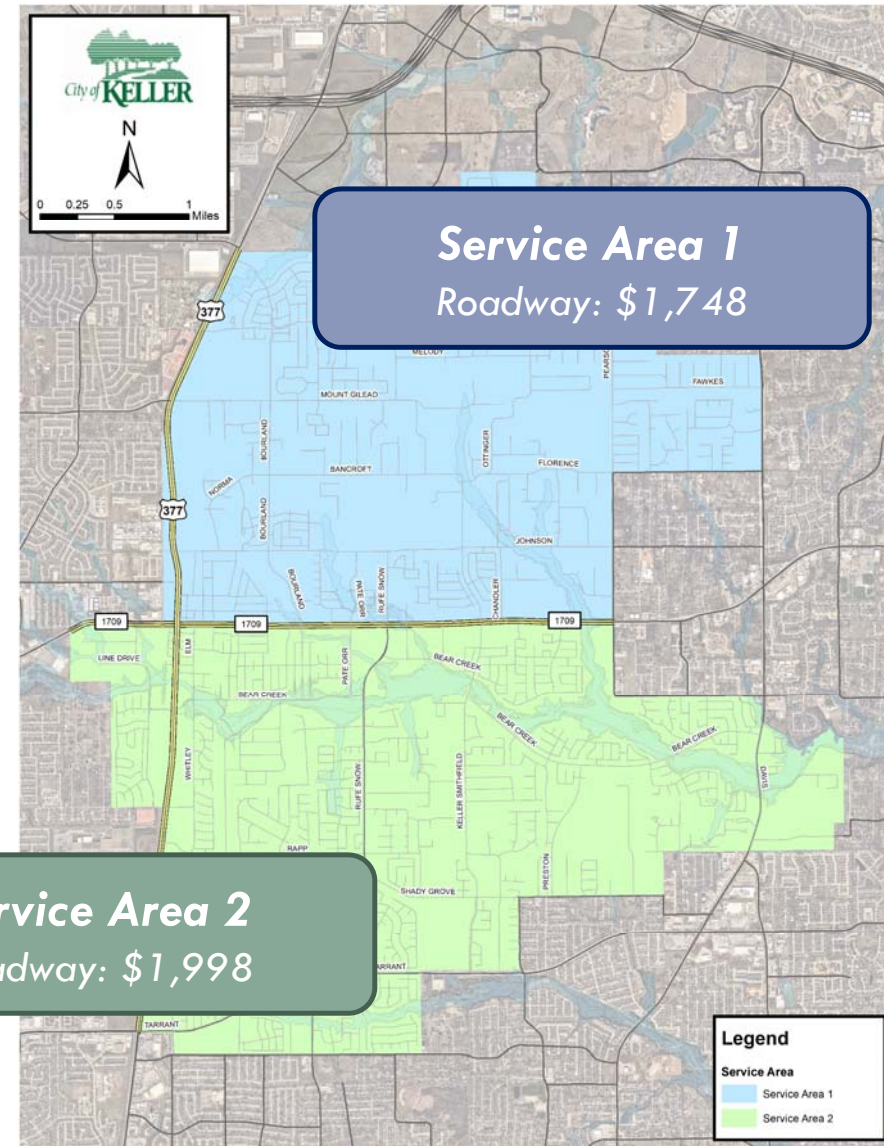 City of KELLER
N
0 0.25 0.5 1
Miles
Service Area 1
Roadway: $1,748
377
MELODY
FAWKES
MOUNT GILEAD
BOURLAND
OTTINGER
BANCROFT
FLORENCE
NORMA
377
BOURLAND
JOHNSON
BOURLAND
PATE ORR
RUFE SNOW
CHANDLER
1709
1709
1709
LINE DRIVE
ELM
PATE ORR
BEAR CREEK
BEAR CREEK
BEAR CREEK
BEAR CREEK
WHITLEY
RUFE SNOW
KELLER SMITHFIELD
DAVIS
RAPP
PRESTON
SHADY GROVE
Area 2
$1,998
TARRANT
Legend
Service Area
Service Area 1
Service Area 2